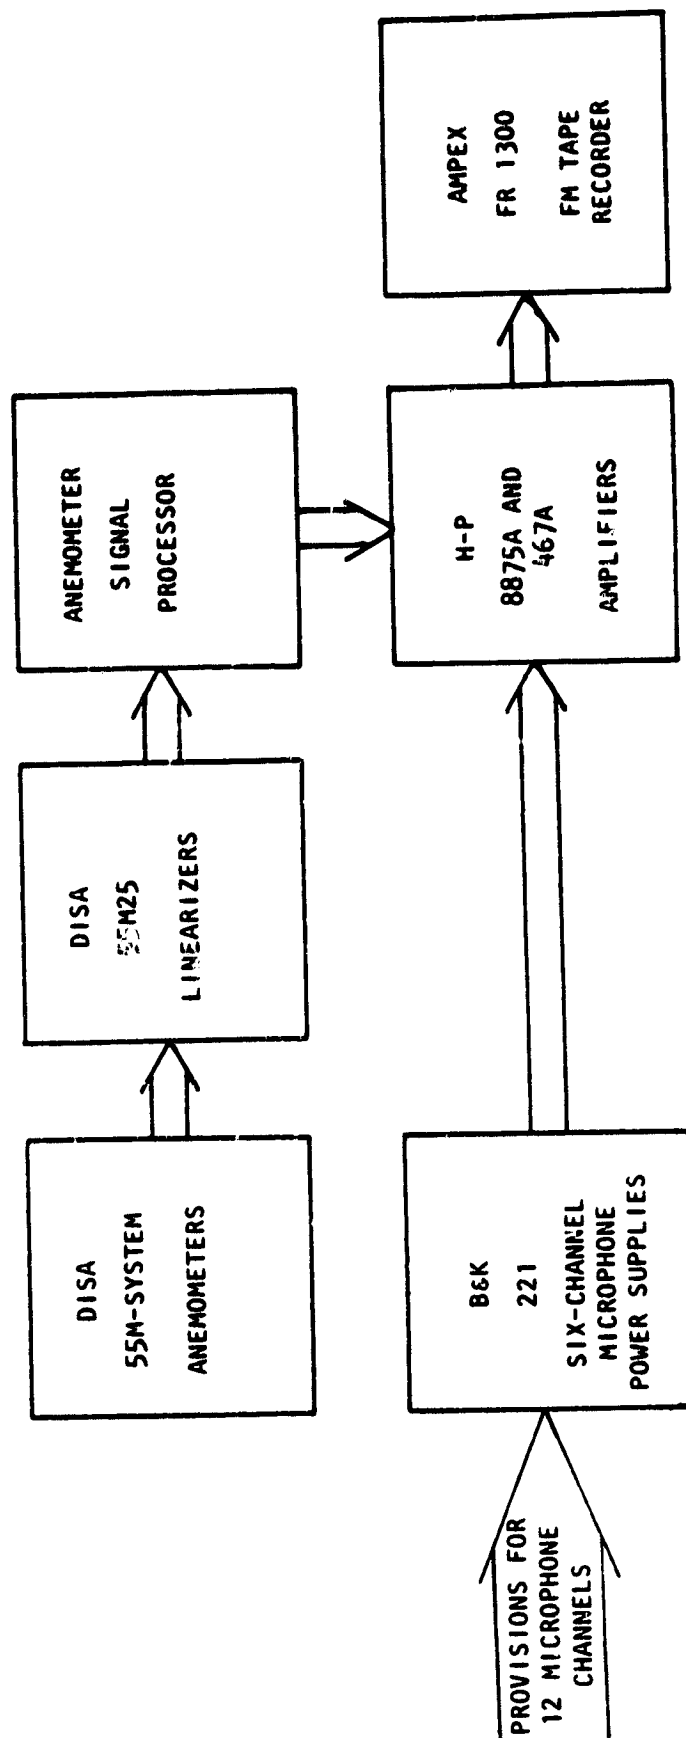 DISA
55M-SYSTEM
ANEMOMETERS
DISA
55M25
LINEARIZERS
ANEMOMETER
SIGNAL
PROCESSOR
PROVISIONS FOR
12 MICROPHONE
CHANNELS
B&K
221
SIX-CHANNEL
MICROPHONE
POWER SUPPLIES
H-P
8875A AND
467A
AMPLIFIERS
AMPEX
FR 1300
FM TAPE
RECORDER